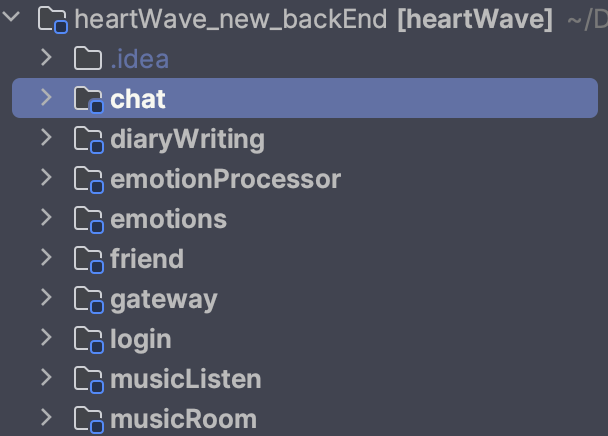 heartWave_new_backEnd [heartWave] ~/D
.idea
chat
diaryWriting
emotionProcessor
emotions
friend
gateway
login
musicListen
musicRoom